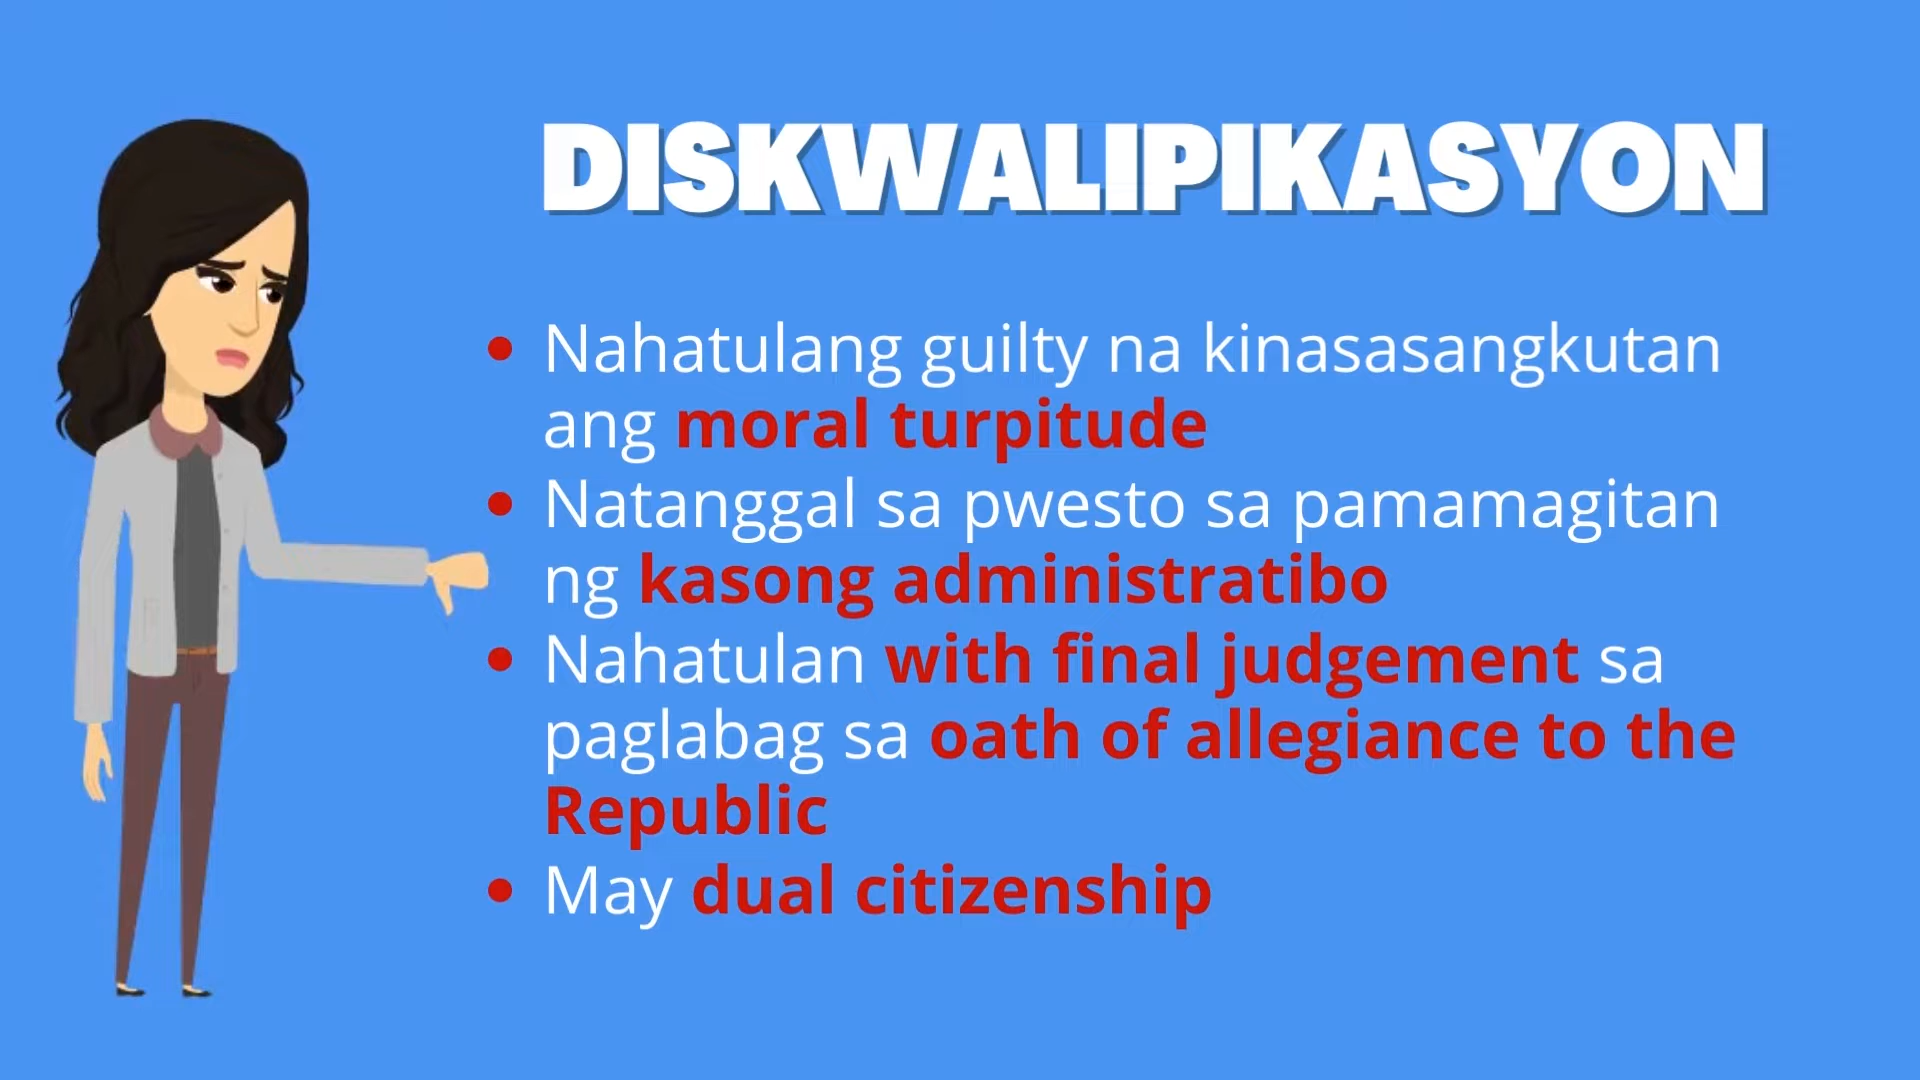 DISKWALIPIKASYON
Nahatulang guilty na kinasasangkutan
ang moral turpitude
Natanggal sa pwesto sa pamamagitan
ng kasong administratibo
Nahatulan with final judgement sa
paglabag sa oath of allegiance to the
Republic
May dual citizenship